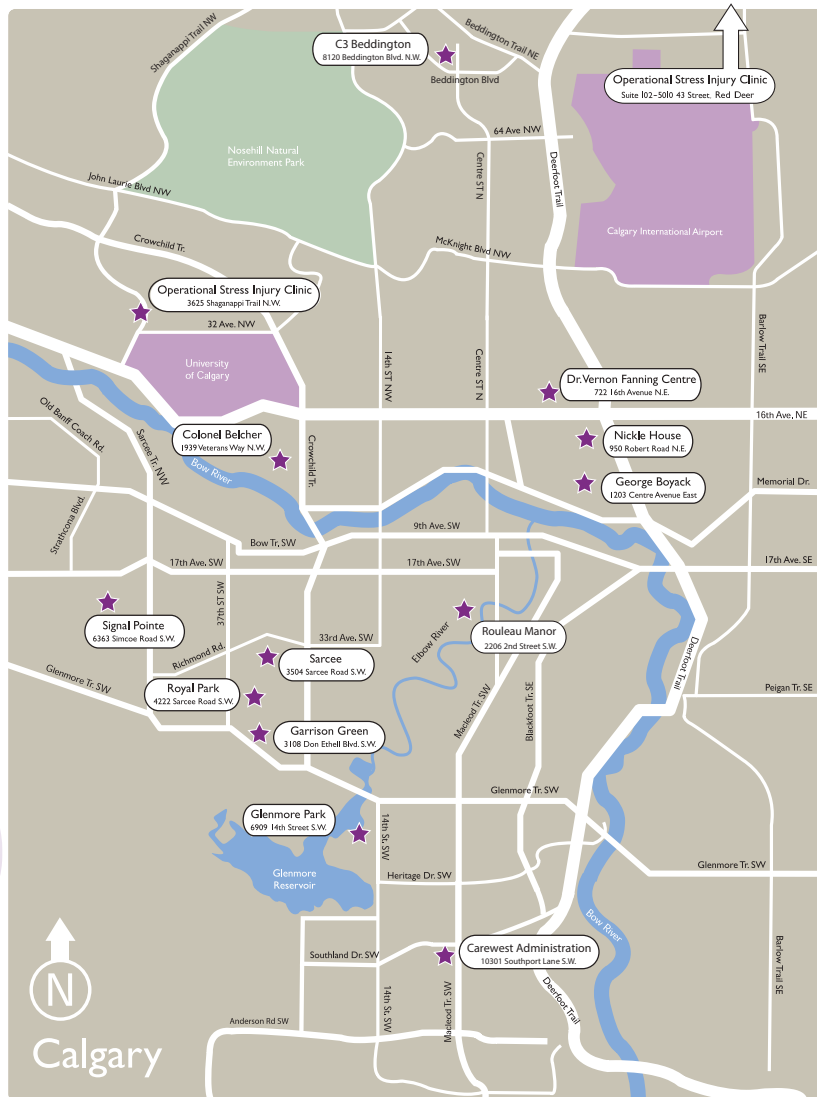 Shaganappi Trail NW
C3 Beddington
8120 Beddington Blvd. N.W.
Beddington Trail NE
Beddington Blvd
Operational Stress Injury Clinic
Suite 102-5010 43 Street, Red Deer
64 Ave NW
Nosehill Natural
Environment Park
Centre ST N
Deerfoot Trail
John Laurie Blvd NW
Calgary International Airport
Crowchild Tr.
McKnight Blvd NW
Operational Stress Injury Clinic
3625 Shaganappi Trail N.W.
32 Ave. NW
Barlow Trail SE
University
of Calgary
14th ST NW
Centre ST N
Dr. Vernon Fanning Centre
722 16th Avenue N.E.
16th Ave, NE
Old Banff Coach Rd.
Sarcee Tr. NW
Colonel Belcher
1939 Veterans Way N.W.
Crowchild Tr.
Nickle House
950 Robert Road N.E.
Bow River
George Boyack
1203 Centre Avenue East
Memorial Dr.
Strathcona Blvd.
9th Ave. SW
Bow Tr, SW
17th Ave. SW
17th Ave. SW
17th Ave. SE
37th ST SW
Signal Pointe
6363 Simcoe Road S.W.
33rd Ave. SW
Elbow River
Rouleau Manor
2206 2nd Street S.W.
Richmond Rd.
Sarcee
3504 Sarcee Road S.W.
Deerfoot Trail
Glenmore Tr. SW
Royal Park
4222 Sarcee Road S.W.
Macleod Tr. SW
Blackfoot Tr. SE
Peigan Tr. SE
Garrison Green
3108 Don Ethell Blvd. S.W.
Glenmore Tr. SW
Glenmore Park
6909 14th Street S.W.
14th St. SW
Glenmore
Reservoir
Heritage Dr. SW
Glenmore Tr. SW
Bow River
Carewest Administration
10301 Southport Lane S.W.
Southland Dr. SW
Barlow Trail SE
N
14th St. SW
Macleod Tr. SW
Deerfoot Trail
Anderson Rd SW
Calgary